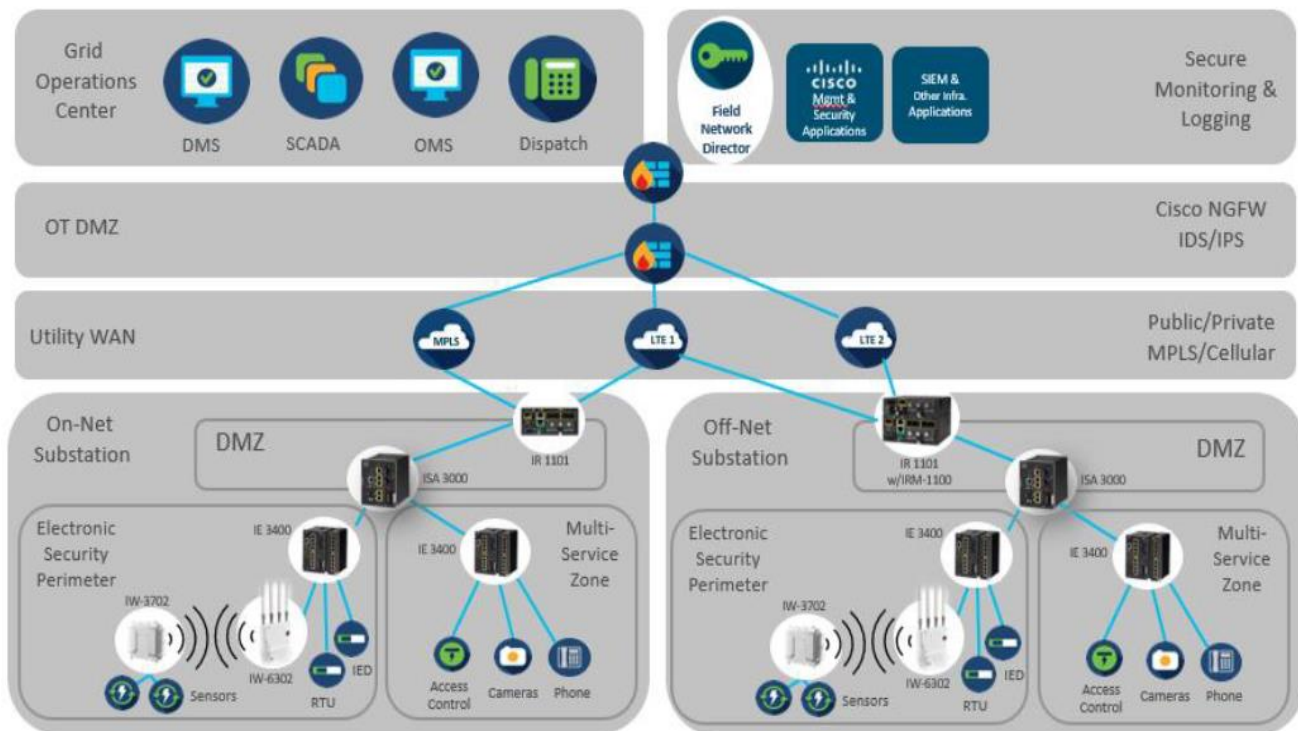 Grid
Operations
Center
DMS
SCADA
OMS
Dispatch
Field
Network
Director
CISCO
Mgmt &
Security
Applications
SIEM &
Other Infra.
Applications
Secure
Monitoring &
Logging
OT DMZ
Cisco NGFW
IDS/IPS
Utility WAN
MPLS
LTE 1
LTE 2
Public/Private
MPLS/Cellular
On-Net
Substation
DMZ
IR 1101
ISA 3000
Electronic
Security
Perimeter
IE 3400
IW-3702
IW-6302
Sensors
RTU
IED
IE 3400
Multi-
Service
Zone
Access
Control
Cameras
Phone
Off-Net
Substation
DMZ
IR 1101
w/IRM-1100
ISA 3000
Electronic
Security
Perimeter
IE 3400
IW-3702
IW-6302
Sensors
RTU
IED
IE 3400
Multi-
Service
Zone
Access
Control
Cameras
Phone